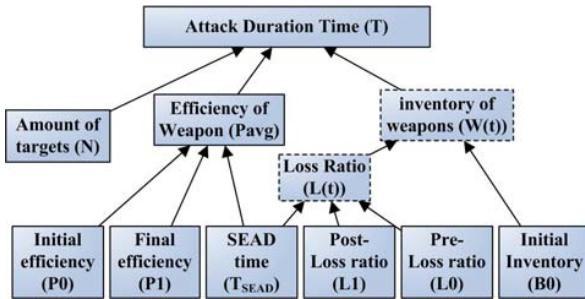 Attack Duration Time (T)
Amount of
targets (N)
Efficiency of
Weapon (Pavg)
inventory of
weapons (W(t))
Loss Ratio
(L(t))
Initial
efficiency
(P0)
Final
efficiency
(P1)
SEAD
time
(TSEAD)
Post-
Loss ratio
(L1)
Pre-
Loss ratio
(L0)
Initial
Inventory
(B0)